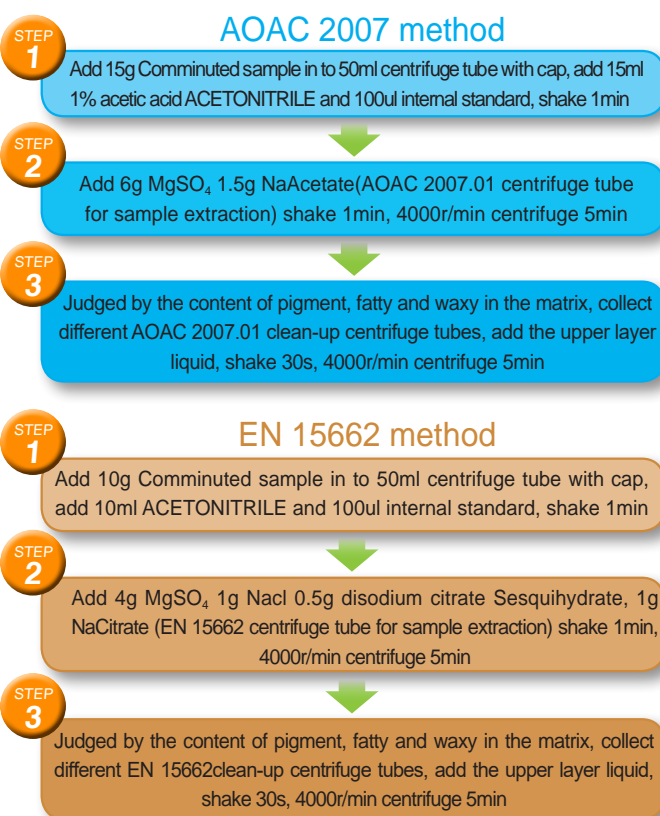 AOAC 2007 method
STEP
1
Add 15g Comminuted sample in to 50ml centrifuge tube with cap, add 15ml
1% acetic acid ACETONITRILE and 100ul internal standard, shake 1min
STEP
2
Add 6g MgSO₄ 1.5g NaAcetate(AOAC 2007.01 centrifuge tube
for sample extraction) shake 1min, 4000r/min centrifuge 5min
STEP
3
Judged by the content of pigment, fatty and waxy in the matrix, collect
different AOAC 2007.01 clean-up centrifuge tubes, add the upper layer
liquid, shake 30s, 4000r/min centrifuge 5min
EN 15662 method
STEP
1
Add 10g Comminuted sample in to 50ml centrifuge tube with cap,
add 10ml ACETONITRILE and 100ul internal standard, shake 1min
STEP
2
Add 4g MgSO₄ 1g Nacl 0.5g disodium citrate Sesquihydrate, 1g
NaCitrate (EN 15662 centrifuge tube for sample extraction) shake 1min,
4000r/min centrifuge 5min
STEP
3
Judged by the content of pigment, fatty and waxy in the matrix, collect
different EN 15662clean-up centrifuge tubes, add the upper layer liquid,
shake 30s, 4000r/min centrifuge 5min